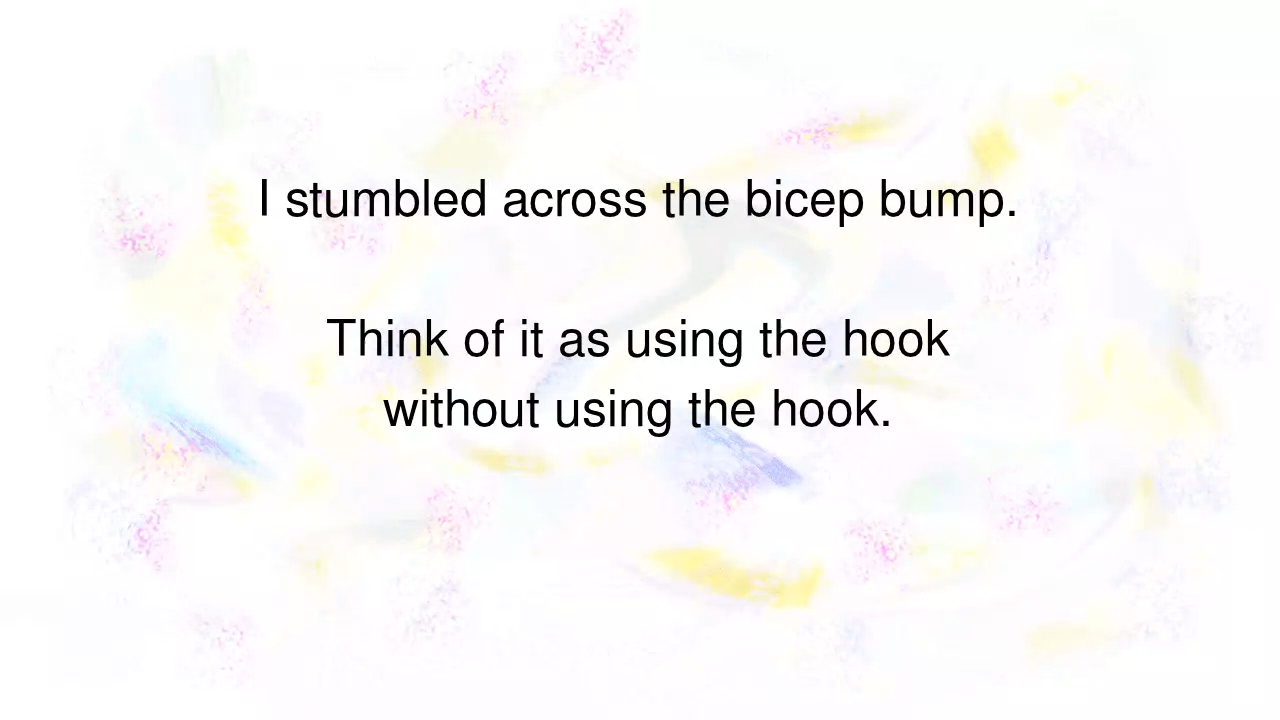 I stumbled across the bicep bump.
Think of it as using the hook
without using the hook.